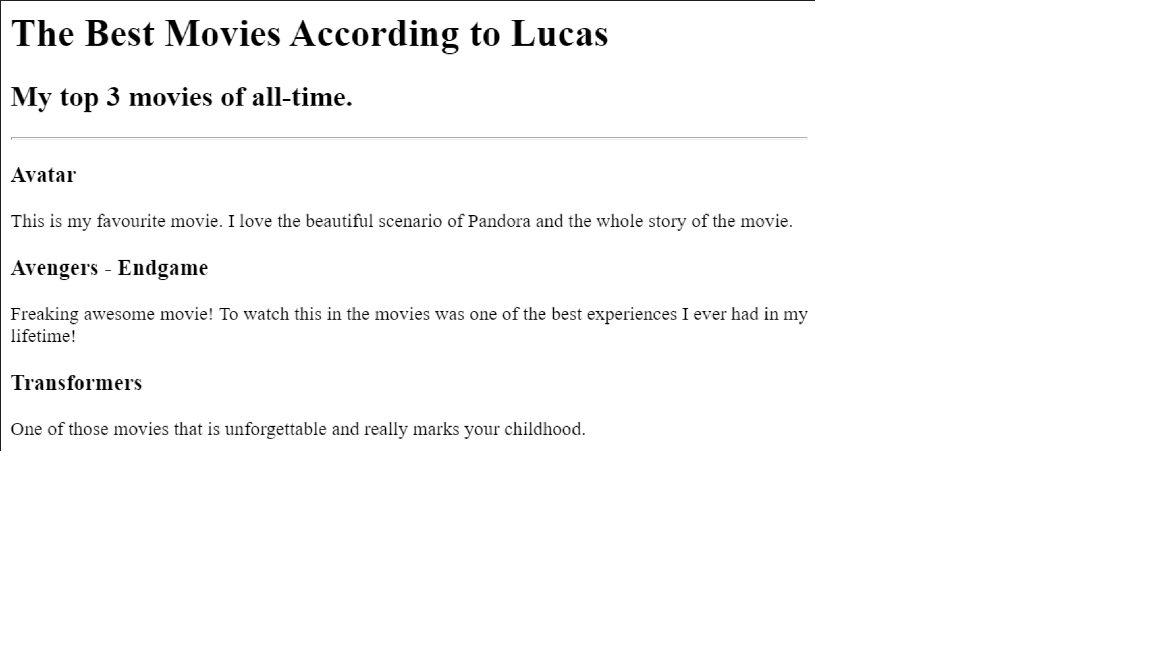 The Best Movies According to Lucas
My top 3 movies of all-time.
Avatar
This is my favourite movie. I love the beautiful scenario of Pandora and the whole story of the movie.
Avengers - Endgame
Freaking awesome movie! To watch this in the movies was one of the best experiences I ever had in my
lifetime!
Transformers
One of those movies that is unforgettable and really marks your childhood.